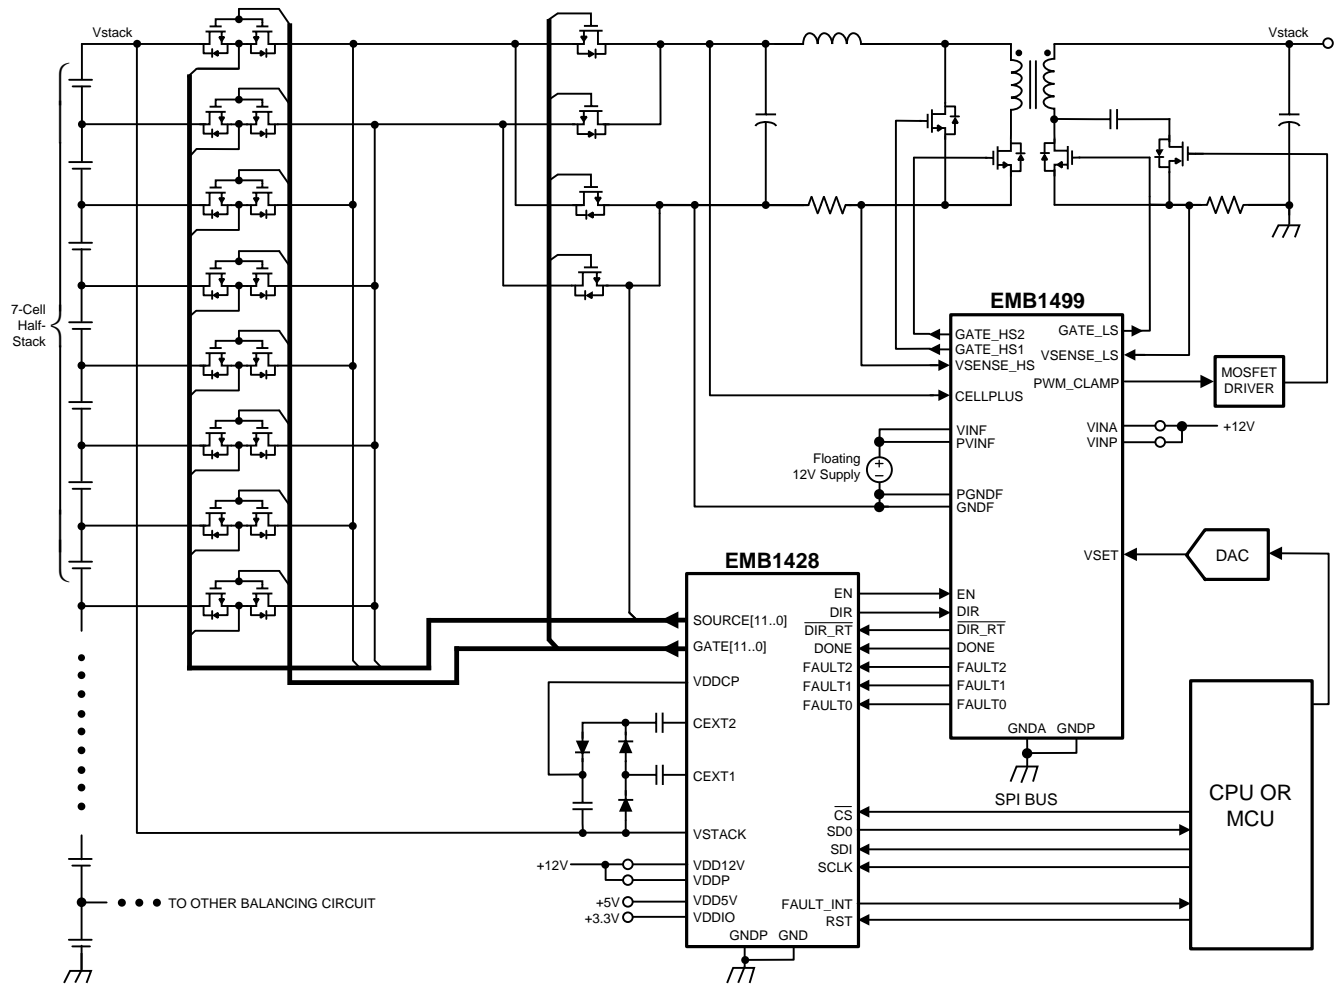 Vstack
Vstack
7-Cell
Half-
Stack
EMB1499
GATE_HS2
GATE_HS1
VSENSE_HS
CELLPLUS
VINF
PVINF
PGNDF
GNDF
EN
DIR
DIR_RT
DONE
FAULT2
FAULT1
FAULT0
GATE_LS
VSENSE_LS
PWM_CLAMP
VINA
VINP
VSET
GNDA GNDP
MOSFET
DRIVER
+12V
Floating
12V Supply
+
−
DAC
EMB1428
SOURCE[11..0]
GATE[11..0]
VDDCP
CEXT2
CEXT1
VSTACK
VDD12V
VDDP
VDD5V
VDDIO
GNDP GND
EN
DIR
DIR_RT
DONE
FAULT2
FAULT1
FAULT0
CS
SD0
SDI
SCLK
FAULT_INT
RST
+12V
+5V
+3.3V
SPI BUS
CPU OR
MCU
TO OTHER BALANCING CIRCUIT